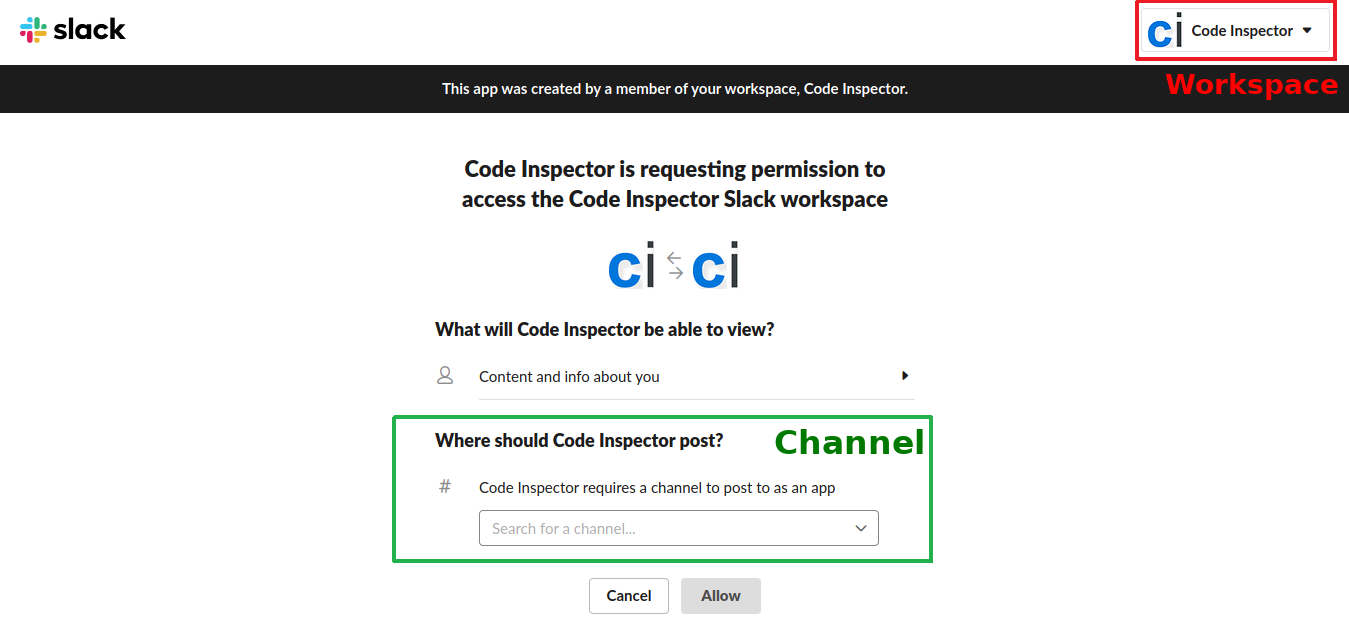 slack
ci Code Inspector
Workspace
This app was created by a member of your workspace, Code Inspector.
Code Inspector is requesting permission to
access the Code Inspector Slack workspace
ci ci
What will Code Inspector be able to view?
Content and info about you
Where should Code Inspector post?
Channel
# Code Inspector requires a channel to post to as an app
Search for a channel...
Cancel Allow